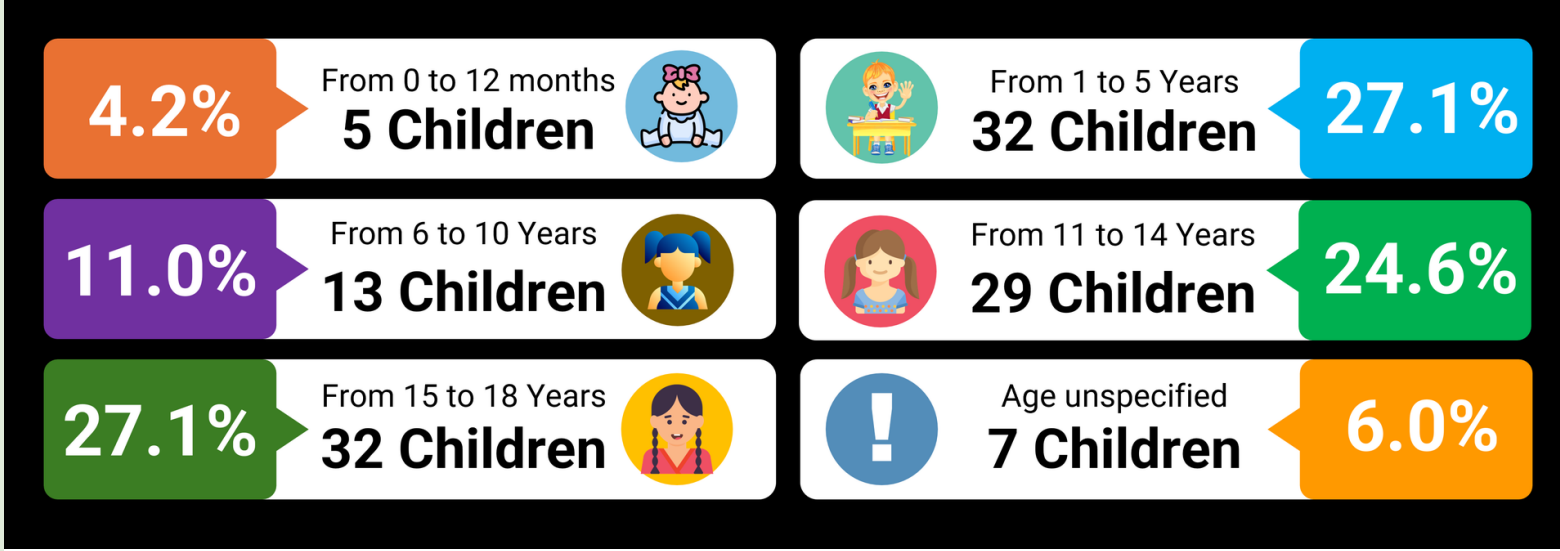 4.2%
From 0 to 12 months
5 Children
From 1 to 5 Years
32 Children
27.1%
11.0%
From 6 to 10 Years
13 Children
From 11 to 14 Years
29 Children
24.6%
27.1%
From 15 to 18 Years
32 Children
Age unspecified
7 Children
6.0%